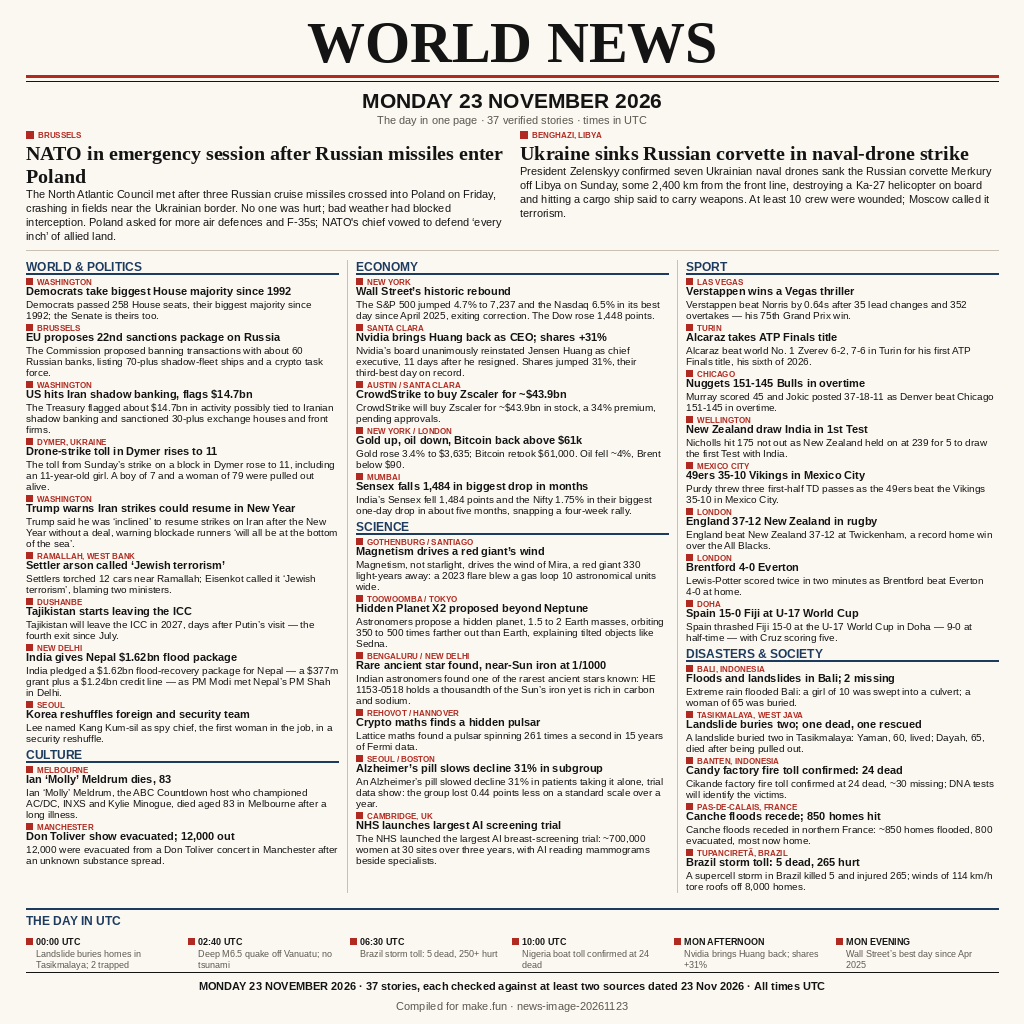 WORLD NEWS
MONDAY 23 NOVEMBER 2026
The day in one page · 37 verified stories · times in UTC
BRUSSELS
NATO in emergency session after Russian missiles enter
Poland
The North Atlantic Council met after three Russian cruise missiles crossed into Poland on Friday,
crashing in fields near the Ukrainian border. No one was hurt; bad weather had blocked
interception. Poland asked for more air defences and F-35s; NATO's chief vowed to defend ‘every
inch’ of allied land.
BENGHAZI, LIBYA
Ukraine sinks Russian corvette in naval-drone strike
President Zelenskyy confirmed seven Ukrainian naval drones sank the Russian corvette Merkury
off Libya on Sunday, some 2,400 km from the front line, destroying a Ka-27 helicopter on board
and hitting a cargo ship said to carry weapons. At least 10 crew were wounded; Moscow called it
terrorism.
WORLD & POLITICS
WASHINGTON
Democrats take biggest House majority since 1992
Democrats passed 258 House seats, their biggest majority since
1992; the Senate is theirs too.
BRUSSELS
EU proposes 22nd sanctions package on Russia
The Commission proposed banning transactions with about 60
Russian banks, listing 70-plus shadow-fleet ships and a crypto task
force.
WASHINGTON
US hits Iran shadow banking, flags $14.7bn
The Treasury flagged about $14.7bn in activity possibly tied to Iranian
shadow banking and sanctioned 30-plus exchange houses and front
firms.
DYMER, UKRAINE
Drone-strike toll in Dymer rises to 11
The toll from Sunday’s strike on a block in Dymer rose to 11, including
an 11-year-old girl. A boy of 7 and a woman of 79 were pulled out
alive.
WASHINGTON
Trump warns Iran strikes could resume in New Year
Trump said he was ‘inclined’ to resume strikes on Iran after the New
Year without a deal, warning blockade runners ‘will all be at the bottom
of the sea’.
RAMALLAH, WEST BANK
Settler arson called ‘Jewish terrorism’
Settlers torched 12 cars near Ramallah; Eisenkot called it ‘Jewish
terrorism’, blaming two ministers.
DUSHANBE
Tajikistan starts leaving the ICC
Tajikistan will leave the ICC in 2027, days after Putin’s visit — the
fourth exit since July.
NEW DELHI
India gives Nepal $1.62bn flood package
India pledged a $1.62bn flood-recovery package for Nepal — a $377m
grant plus a $1.24bn credit line — as PM Modi met Nepal’s PM Shah
in Delhi.
SEOUL
Korea reshuffles foreign and security team
Lee named Kang Kum-sil as spy chief, the first woman in the job, in a
security reshuffle.
CULTURE
MELBOURNE
Ian ‘Molly’ Meldrum dies, 83
Ian ‘Molly’ Meldrum, the ABC Countdown host who championed
AC/DC, INXS and Kylie Minogue, died aged 83 in Melbourne after a
long illness.
MANCHESTER
Don Toliver show evacuated; 12,000 out
12,000 were evacuated from a Don Toliver concert in Manchester after
an unknown substance spread.
ECONOMY
NEW YORK
Wall Street’s historic rebound
The S&P 500 jumped 4.7% to 7,237 and the Nasdaq 6.5% in its best
day since April 2025, exiting correction. The Dow rose 1,448 points.
SANTA CLARA
Nvidia brings Huang back as CEO; shares +31%
Nvidia’s board unanimously reinstated Jensen Huang as chief
executive, 11 days after he resigned. Shares jumped 31%, their
third-best day on record.
AUSTIN / SANTA CLARA
CrowdStrike to buy Zscaler for ~$43.9bn
CrowdStrike will buy Zscaler for ~$43.9bn in stock, a 34% premium,
pending approvals.
NEW YORK / LONDON
Gold up, oil down, Bitcoin back above $61k
Gold rose 3.4% to $3,635; Bitcoin retook $61,000. Oil fell ~4%, Brent
below $90.
MUMBAI
Sensex falls 1,484 in biggest drop in months
India’s Sensex fell 1,484 points and the Nifty 1.75% in their biggest
one-day drop in about five months, snapping a four-week rally.
SCIENCE
GOTHENBURG / SANTIAGO
Magnetism drives a red giant’s wind
Magnetism, not starlight, drives the wind of Mira, a red giant 330
light-years away: a 2023 flare blew a gas loop 10 astronomical units
wide.
TOOWOOMBA / TOKYO
Hidden Planet X2 proposed beyond Neptune
Astronomers propose a hidden planet, 1.5 to 2 Earth masses, orbiting
350 to 500 times farther out than Earth, explaining tilted objects like
Sedna.
BENGALURU / NEW DELHI
Rare ancient star found, near-Sun iron at 1/1000
Indian astronomers found one of the rarest ancient stars known: HE
1153-0518 holds a thousandth of the Sun’s iron yet is rich in carbon
and sodium.
REHOVOT / HANNOVER
Crypto maths finds a hidden pulsar
Lattice maths found a pulsar spinning 261 times a second in 15 years
of Fermi data.
SEOUL / BOSTON
Alzheimer’s pill slows decline 31% in subgroup
An Alzheimer’s pill slowed decline 31% in patients taking it alone, trial
data show: the group lost 0.44 points less on a standard scale over a
year.
CAMBRIDGE, UK
NHS launches largest AI screening trial
The NHS launched the largest AI breast-screening trial: ~700,000
women at 30 sites over three years, with AI reading mammograms
beside specialists.
SPORT
LAS VEGAS
Verstappen wins a Vegas thriller
Verstappen beat Norris by 0.64s after 35 lead changes and 352
overtakes — his 75th Grand Prix win.
TURIN
Alcaraz takes ATP Finals title
Alcaraz beat world No. 1 Zverev 6-2, 7-6 in Turin for his first ATP
Finals title, his sixth of 2026.
CHICAGO
Nuggets 151-145 Bulls in overtime
Murray scored 45 and Jokic posted 37-18-11 as Denver beat Chicago
151-145 in overtime.
WELLINGTON
New Zealand draw India in 1st Test
Nicholls hit 175 not out as New Zealand held on at 239 for 5 to draw
the first Test with India.
MEXICO CITY
49ers 35-10 Vikings in Mexico City
Purdy threw three first-half TD passes as the 49ers beat the Vikings
35-10 in Mexico City.
LONDON
England 37-12 New Zealand in rugby
England beat New Zealand 37-12 at Twickenham, a record home win
over the All Blacks.
LONDON
Brentford 4-0 Everton
Lewis-Potter scored twice in two minutes as Brentford beat Everton
4-0 at home.
DOHA
Spain 15-0 Fiji at U-17 World Cup
Spain thrashed Fiji 15-0 at the U-17 World Cup in Doha — 9-0 at
half-time — with Cruz scoring five.
DISASTERS & SOCIETY
BALI, INDONESIA
Floods and landslides in Bali; 2 missing
Extreme rain flooded Bali: a girl of 10 was swept into a culvert; a
woman of 65 was buried.
TASIKMALAYA, WEST JAVA
Landslide buries two; one dead, one rescued
A landslide buried two in Tasikmalaya: Yaman, 60, lived; Dayah, 65,
died after being pulled out.
BANTEN, INDONESIA
Candy factory fire toll confirmed: 24 dead
Cikande factory fire toll confirmed at 24 dead, ~30 missing; DNA tests
will identify the victims.
PAS-DE-CALAIS, FRANCE
Canche floods recede; 850 homes hit
Canche floods receded in northern France: ~850 homes flooded, 800
evacuated, most now home.
TUPANCIRETÃ, BRAZIL
Brazil storm toll: 5 dead, 265 hurt
A supercell storm in Brazil killed 5 and injured 265; winds of 114 km/h
tore roofs off 8,000 homes.
THE DAY IN UTC
00:00 UTC
Landslide buries homes in
Tasikmalaya; 2 trapped
02:40 UTC
Deep M6.5 quake off Vanuatu; no
tsunami
06:30 UTC
Brazil storm toll: 5 dead, 250+ hurt
10:00 UTC
Nigeria boat toll confirmed at 24
dead
MON AFTERNOON
Nvidia brings Huang back; shares
+31%
MON EVENING
Wall Street’s best day since Apr
2025
MONDAY 23 NOVEMBER 2026 · 37 stories, each checked against at least two sources dated 23 Nov 2026 · All times UTC
Compiled for make.fun · news-image-20261123